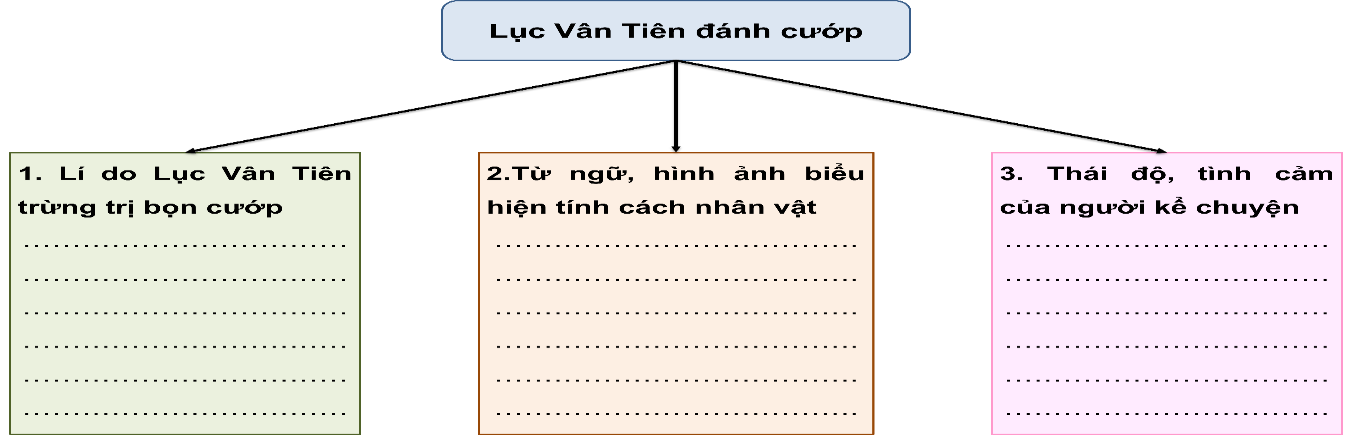 Lục Vân Tiên đánh cướp
1. Lí do Lục Vân Tiên
trừng trị bọn cướp
....................................
....................................
....................................
....................................
....................................
....................................
2.Từ ngữ, hình ảnh biểu
hiện tính cách nhân vật
........................................
........................................
........................................
........................................
........................................
........................................
3. Thái độ, tình cảm
của người kể chuyện
....................................
....................................
....................................
....................................
....................................
....................................